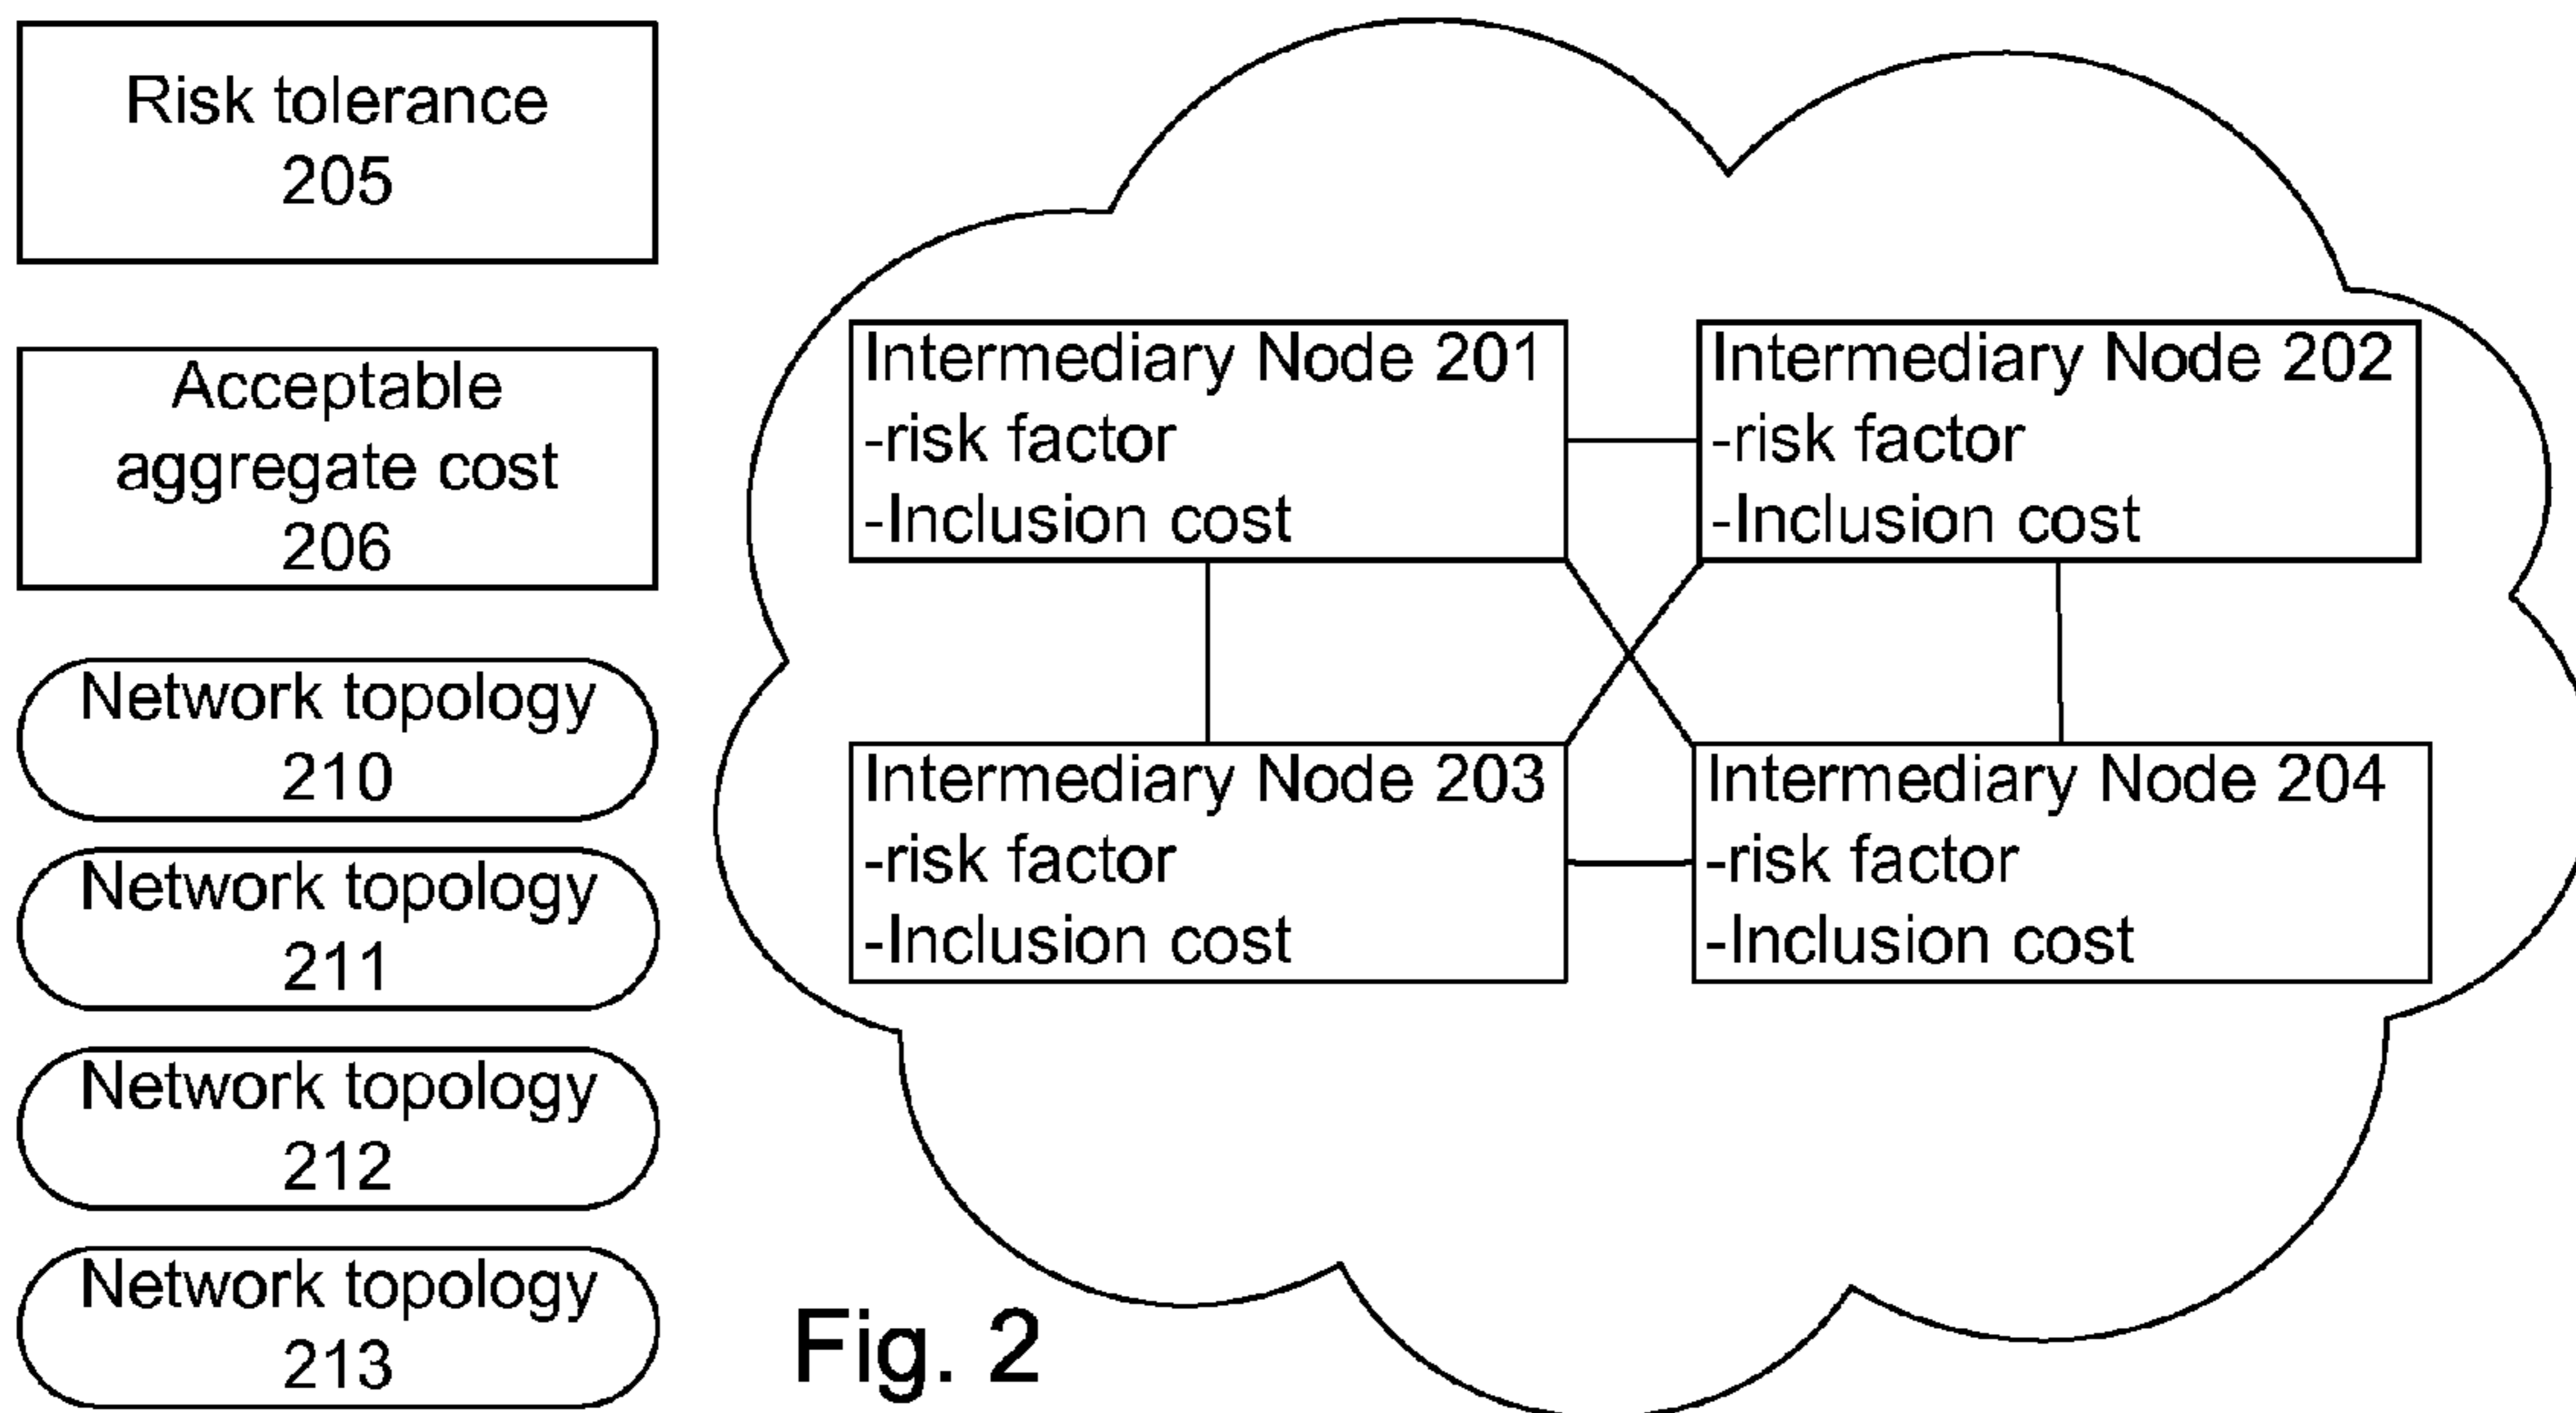 Risk tolerance
205
Acceptable
aggregate cost
206
Network topology
210
Network topology
211
Network topology
212
Network topology
213
Intermediary Node 201
-risk factor
-Inclusion cost
Intermediary Node 202
-risk factor
-Inclusion cost
Intermediary Node 203
-risk factor
-Inclusion cost
Intermediary Node 204
-risk factor
-Inclusion cost
Fig. 2